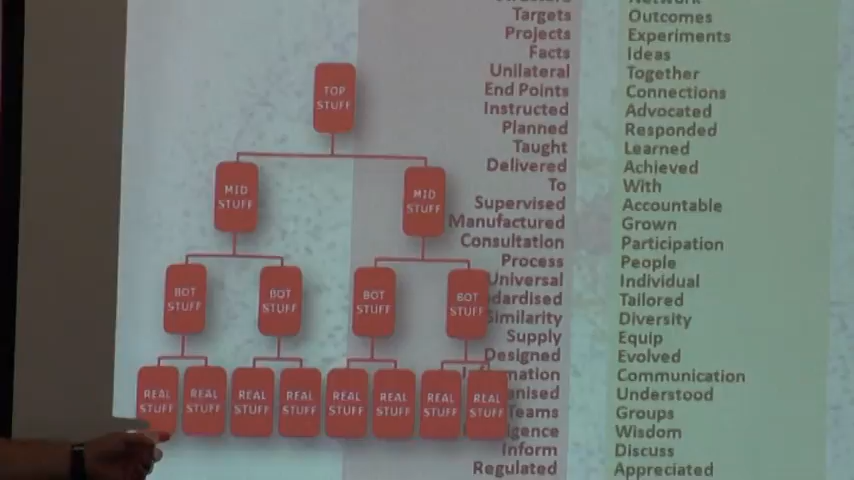 TOP
STUFF
MID
STUFF
MID
STUFF
BOT
STUFF
BOT
STUFF
BOT
STUFF
BOT
STUFF
REAL
STUFF
REAL
STUFF
REAL
STUFF
REAL
STUFF
REAL
STUFF
REAL
STUFF
REAL
STUFF
REAL
STUFF
Targets Outcomes
Projects Experiments
Facts Ideas
Unilateral Together
End Points Connections
Instructed Advocated
Planned Responded
Taught Learned
Delivered Achieved
To With
Supervised Accountable
Manufactured Grown
Consultation Participation
Process People
Universal Individual
dardised Tailored
Similarity Diversity
Supply Equip
Designed Evolved
mation Communication
anised Understood
Teams Groups
igence Wisdom
Inform Discuss
Regulated Appreciated